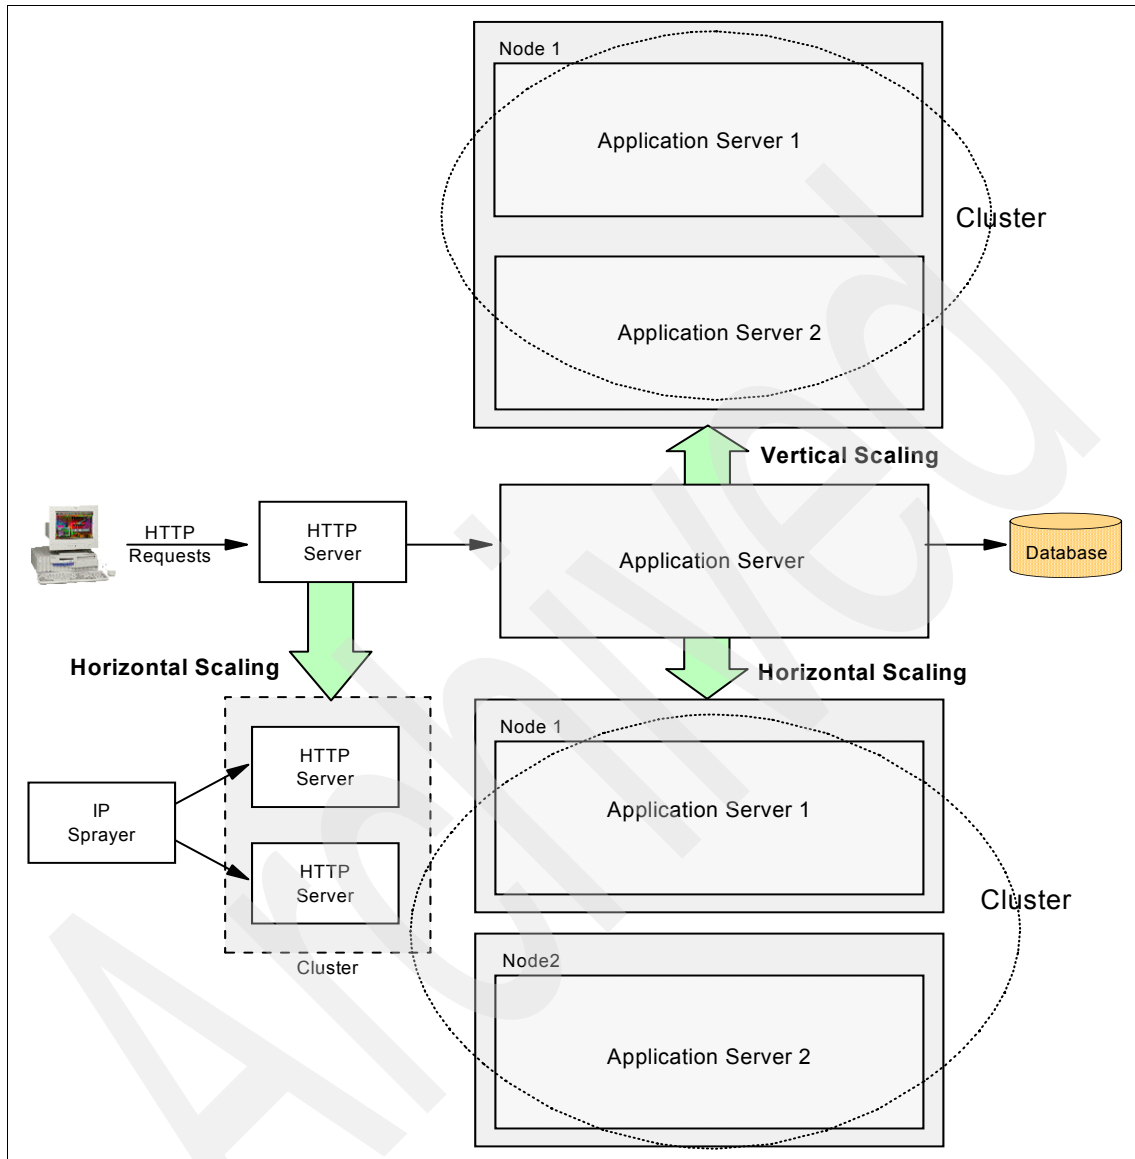 Node 1
Application Server 1
Cluster
Application Server 2
Vertical Scaling
HTTP
Requests
HTTP
Server
Application Server
Database
Horizontal Scaling
Horizontal Scaling
Node 1
HTTP
Server
Application Server 1
IP
Sprayer
HTTP
Server
Cluster
Cluster
Node2
Application Server 2
Archived